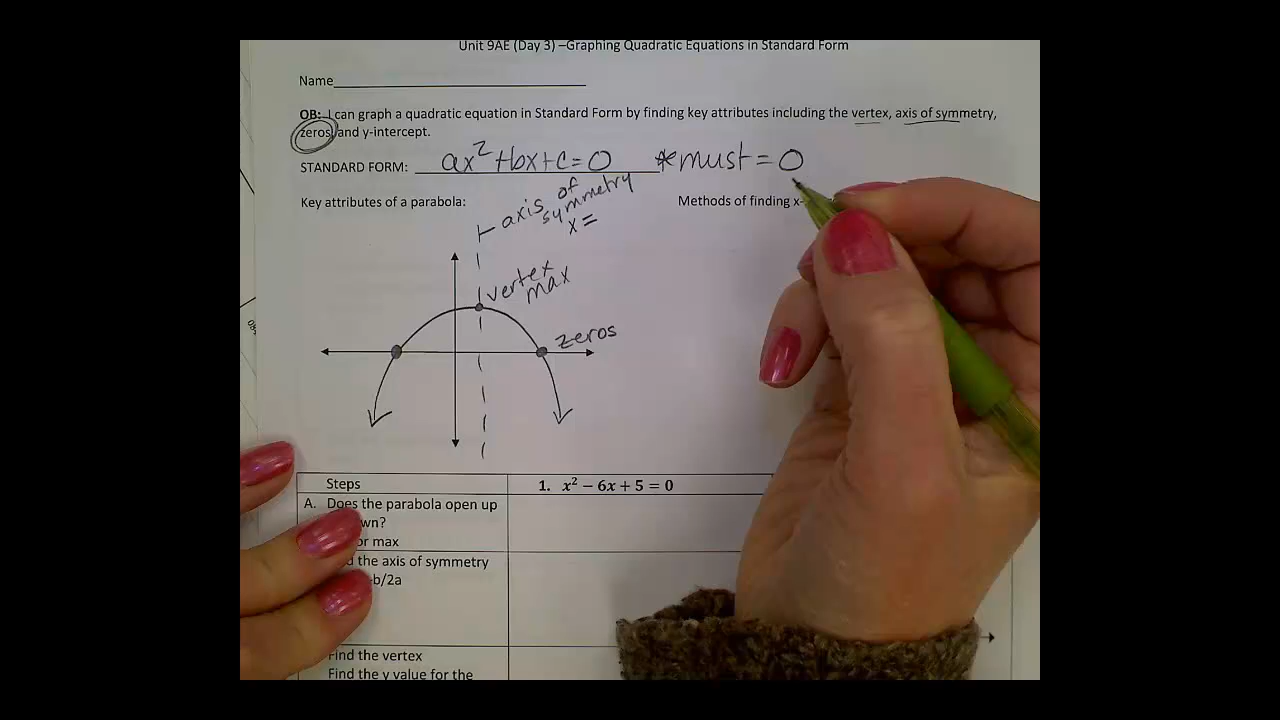 Unit 9AE (Day 3) –Graphing Quadratic Equations in Standard Form
Name
OB: I can graph a quadratic equation in Standard Form by finding key attributes including the vertex, axis of symmetry,
zeros, and y-intercept.
STANDARD FORM: ax² + bx + c = 0 *must = 0
Key attributes of a parabola:
Methods of finding x-
axis of
symmetry
x =
vertex
max
zeros
Steps
1. x² − 6x + 5 = 0
A. Does the parabola open up
wn?
or max
the axis of symmetry
b/2a
Find the vertex
Find the y value for the